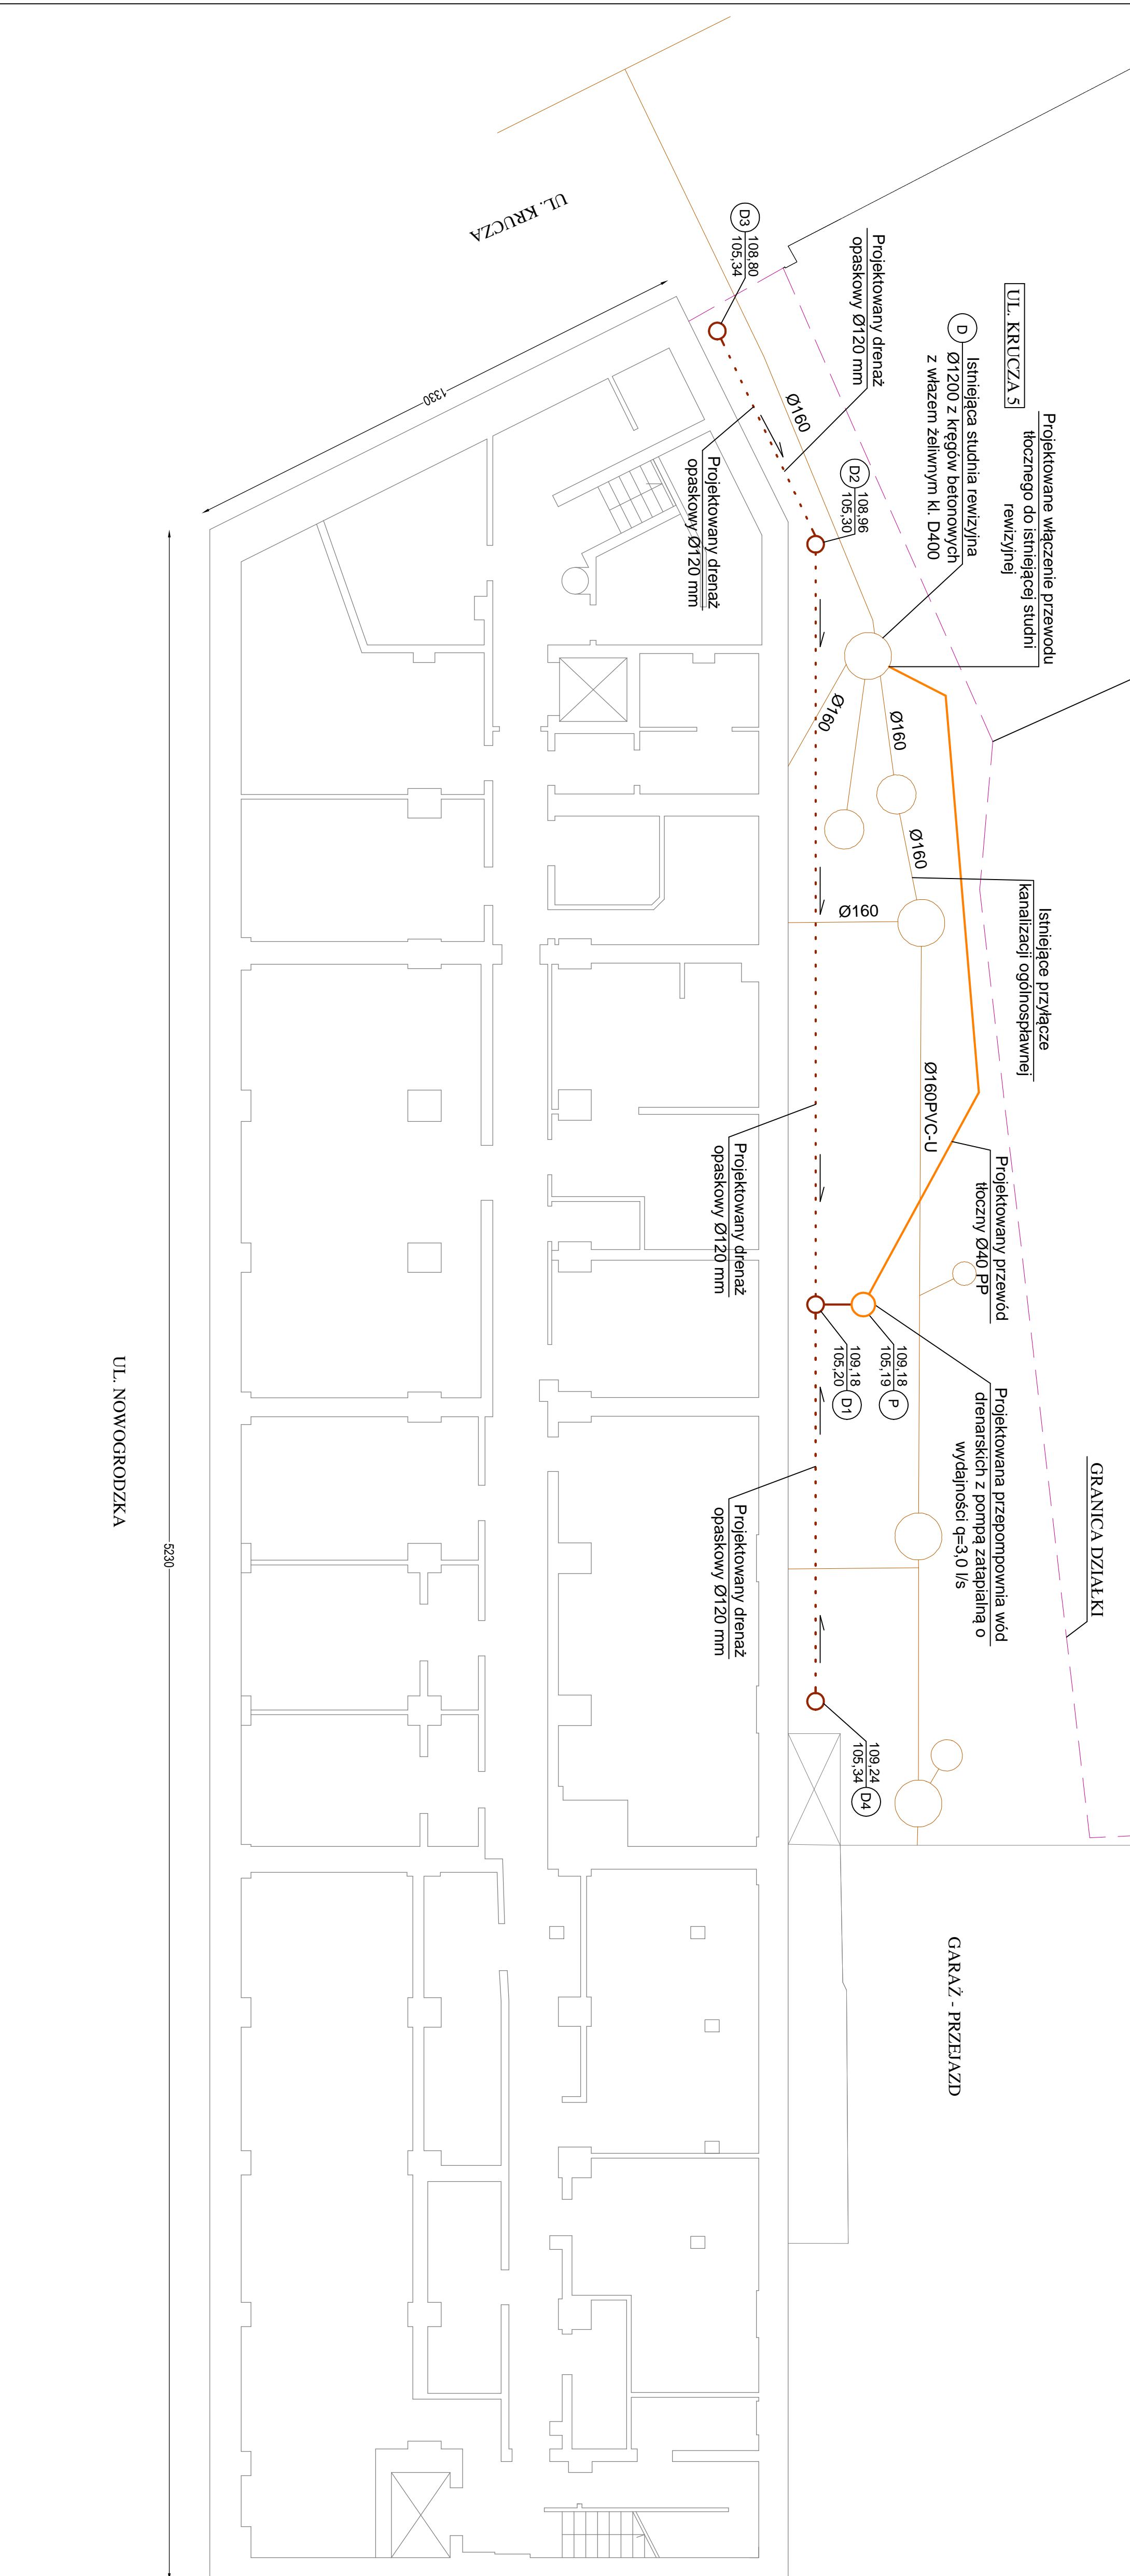 UL. KRUCZA
D3
108,80
105,34
Projektowany drenaż
opaskowy Ø120 mm
UL. KRUCZA 5
D
Istniejąca studnia rewizyjna
Ø1200 z kręgów betonowych
z włazem żeliwnym kl. D400
Projektowane włączenie przewodu
tłocznego do istniejącej studni
rewizyjnej
Ø160
D2
108,96
105,30
1330
Projektowany drenaż
opaskowy Ø120 mm
Ø160
Ø160
Ø160
Ø160
Istniejące przyłącze
kanalizacji ogólnospławnej
Ø160PVC-U
Projektowany przewód
tłoczny Ø40 PP
Projektowany drenaż
opaskowy Ø120 mm
109,18
105,19
P
109,18
105,20
D1
Projektowana przepompownia wód
drenarskich z pompą zatapialną o
wydajności q=3,0 l/s
GRANICA DZIAŁKI
Projektowany drenaż
opaskowy Ø120 mm
109,24
105,34
D4
UL. NOWOGRODZKA
5230
GARAŻ - PRZEJAZD